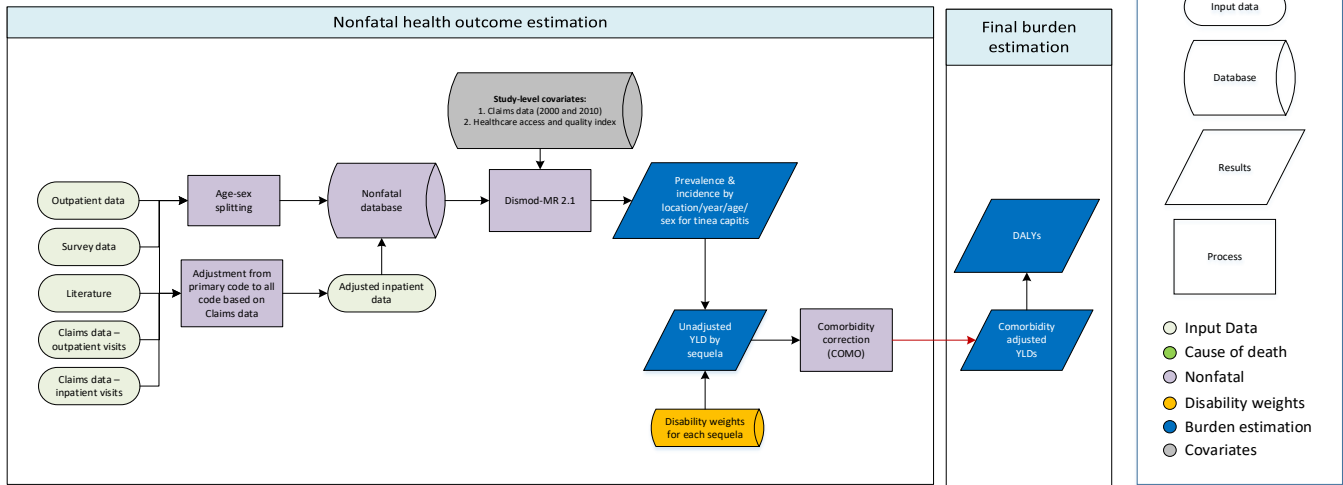 Nonfatal health outcome estimation
Final burden
estimation
Study-level covariates:
1. Claims data (2000 and 2010)
2. Healthcare access and quality index
Outpatient data
Survey data
Literature
Claims data –
outpatient visits
Claims data –
inpatient visits
Age-sex
splitting
Adjustment from
primary code to all
code based on
Claims data
Nonfatal
database
Adjusted inpatient
data
Dismod-MR 2.1
Prevalence &
incidence by
location/year/age/
sex for tinea capitis
Unadjusted
YLD by
sequela
Disability weights
for each sequela
Comorbidity
correction
(COMO)
DALYs
Comorbidity
adjusted
YLDs
Input data
Database
Results
Process
Input Data
Cause of death
Nonfatal
Disability weights
Burden estimation
Covariates